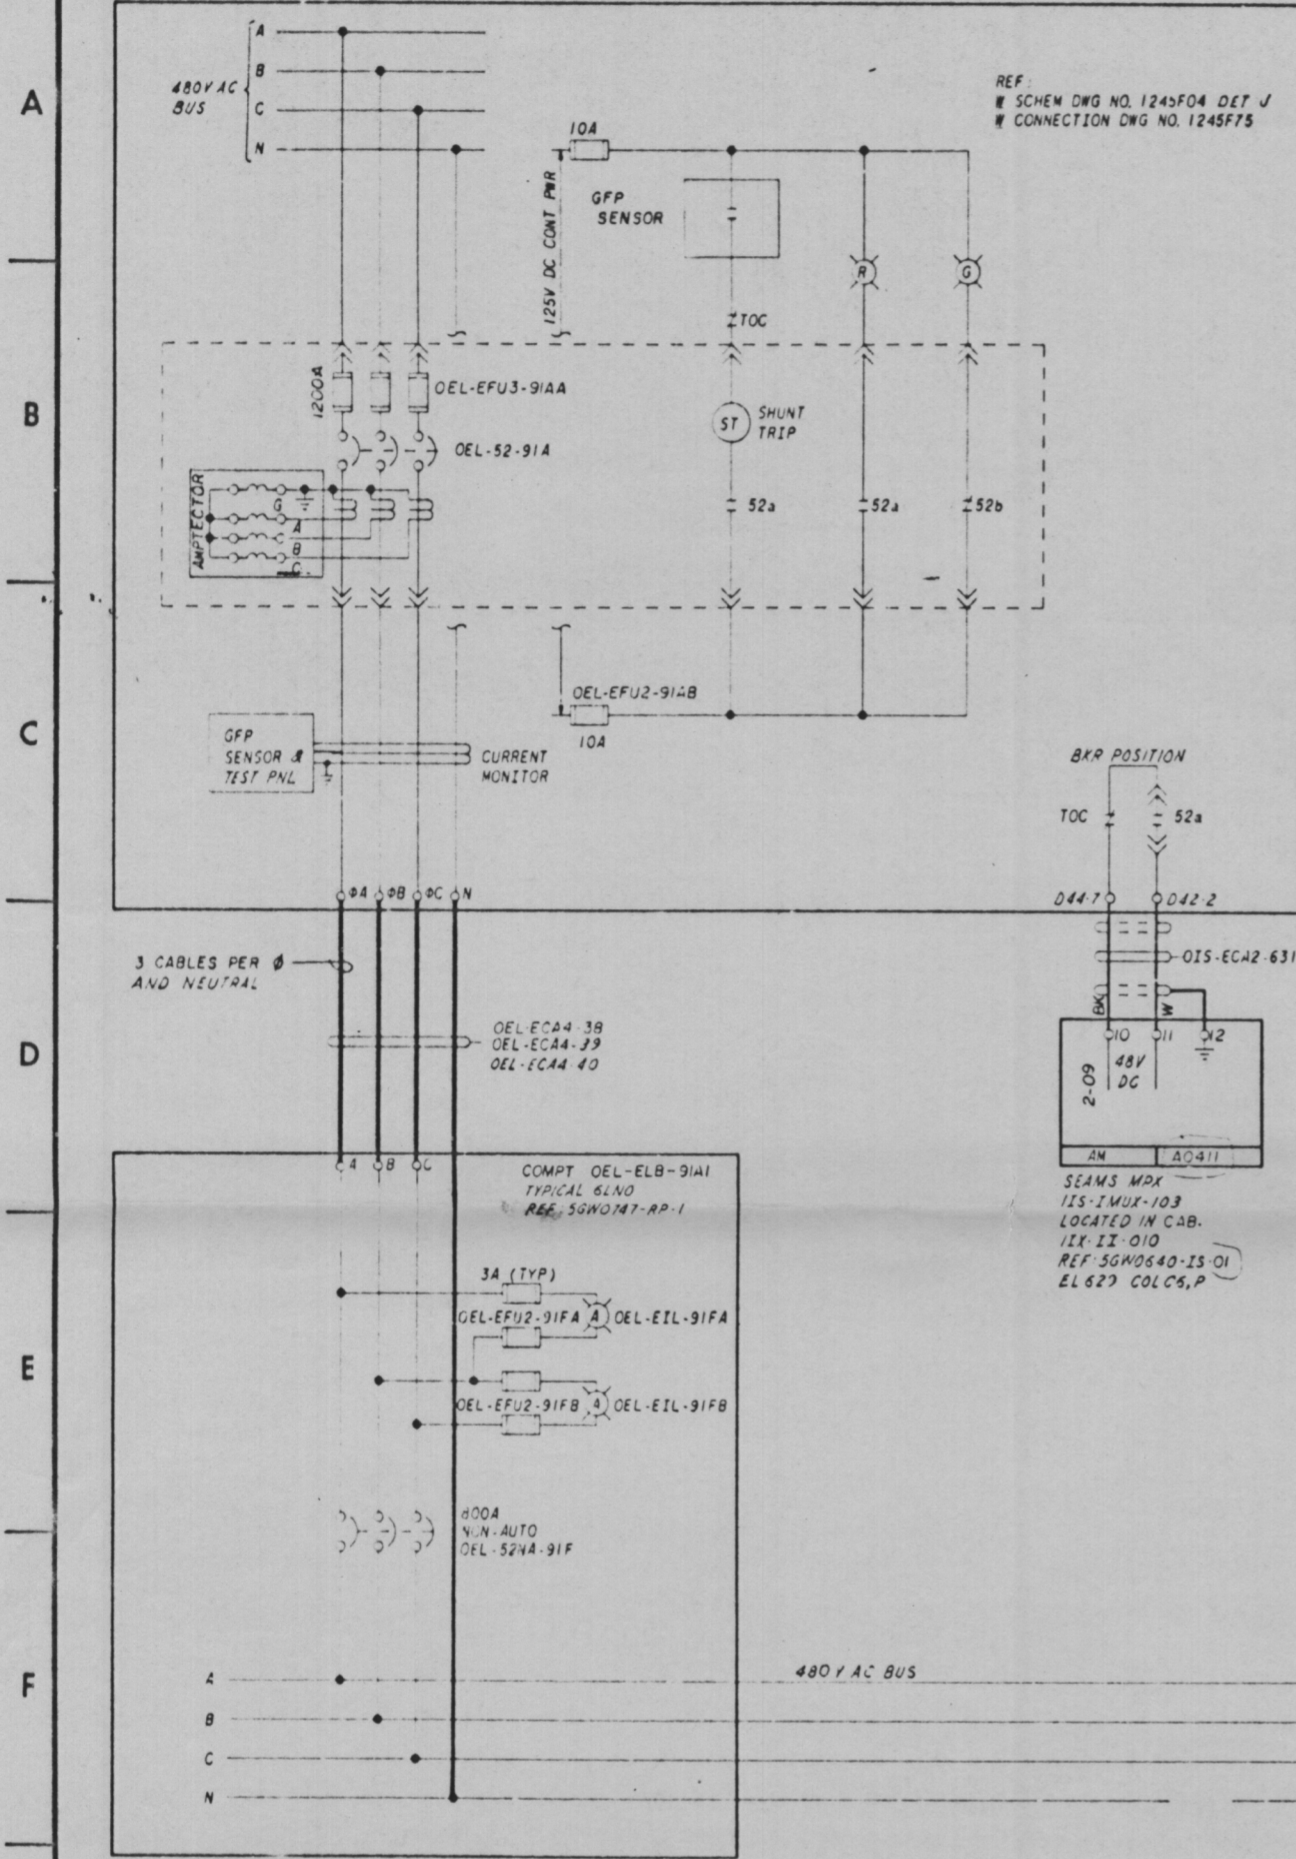 A
B
C
D
E
F
480V AC
BUS
A
B
C
N
REF:
W SCHEM DWG NO. 1245F04 DET J
W CONNECTION DWG NO. 1245F75
10A
125V DC CONT PWR
GFP
SENSOR
R
G
TOC
1200A
OEL-EFU3-91AA
OEL-52-91A
ST
SHUNT
TRIP
AMPTECTOR
G
A
B
C
52a
52a
52b
OEL-EFU2-91AB
10A
GFP
SENSOR &
TEST PNL
CURRENT
MONITOR
BKR POSITION
TOC
52a
ΦA
ΦB
ΦC
N
D44-7
D42-2
3 CABLES PER Ø
AND NEUTRAL
OEL-ECA4-38
OEL-ECA4-39
OEL-ECA4-40
OIS-ECA2-631
BK
W
10
11
12
48V
DC
2-09
AM
A0411
SEAMS MPX
1IS-IMUX-103
LOCATED IN CAB.
1IX-II-010
REF: 5GW0640-IS-01
EL 629 COL C6,P
A
B
C
COMPT OEL-ELB-91A1
TYPICAL 6LNO
REF: 5GW0747-RP-1
3A (TYP)
OEL-EFU2-91FA
A
OEL-EIL-91FA
OEL-EFU2-91FB
A
OEL-EIL-91FB
800A
NON-AUTO
OEL-52NA-91F
480V AC BUS
A
B
C
N